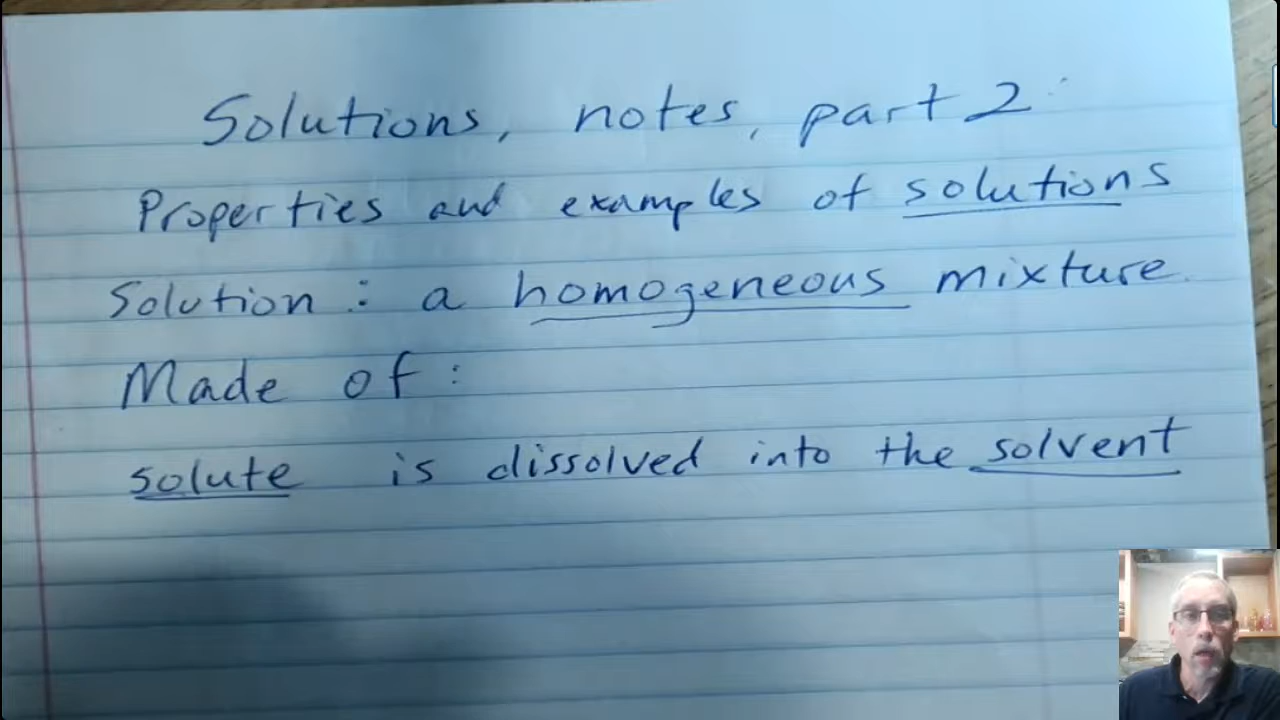 Solutions, notes, part 2:
Properties and examples of solutions
Solution: a homogeneous mixture.
Made of:
solute is dissolved into the solvent